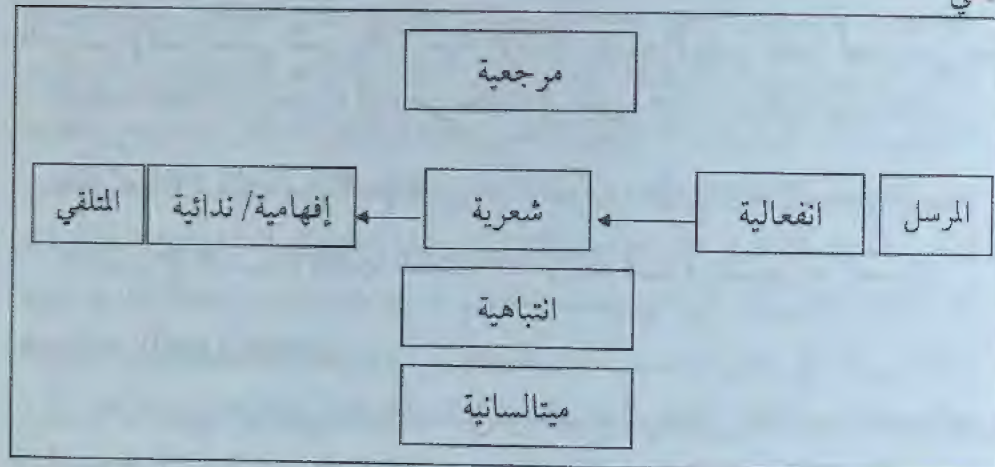 مرجعية
المرسل انفعالية شعرية إفهامية/ ندائية المتلقي
انتباهية
ميتالسانية